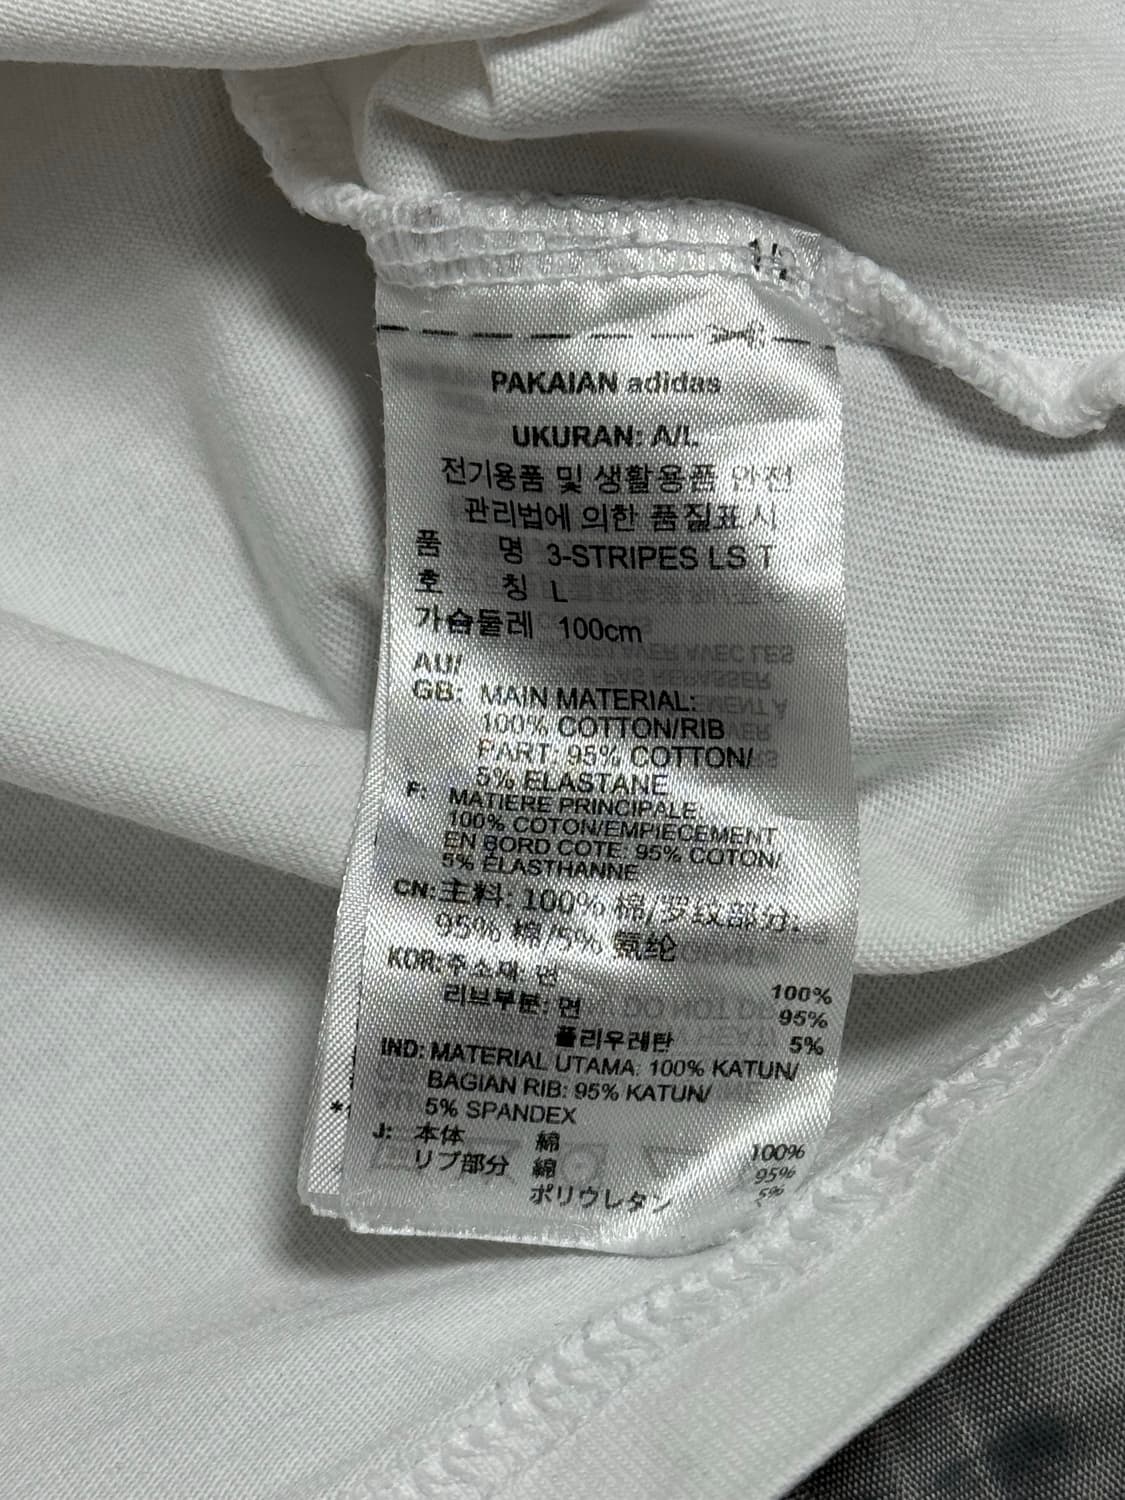 PAKAIAN adidas
UKURAN: A/L
전기용품 및 생활용품 안전
관리법에 의한 품질표시
품 명 3-STRIPES LS T
호 칭 L
가슴둘레 100cm
AU/
GB: MAIN MATERIAL:
100% COTTON/RIB
PART: 95% COTTON/
5% ELASTANE
F: MATIERE PRINCIPALE:
100% COTON/EMPIECEMENT
EN BORD COTE: 95% COTON/
5% ÉLASTHANNE
CN: 主料: 100% 棉/罗纹部分:
95% 棉/5% 氨纶
KOR: 주소재: 면 100%
리브부분: 면 95%
폴리우레탄 5%
IND: MATERIAL UTAMA: 100% KATUN/
BAGIAN RIB: 95% KATUN/
5% SPANDEX
J: 本体 綿 100%
リブ部分 綿 95%
ポリウレタン 5%